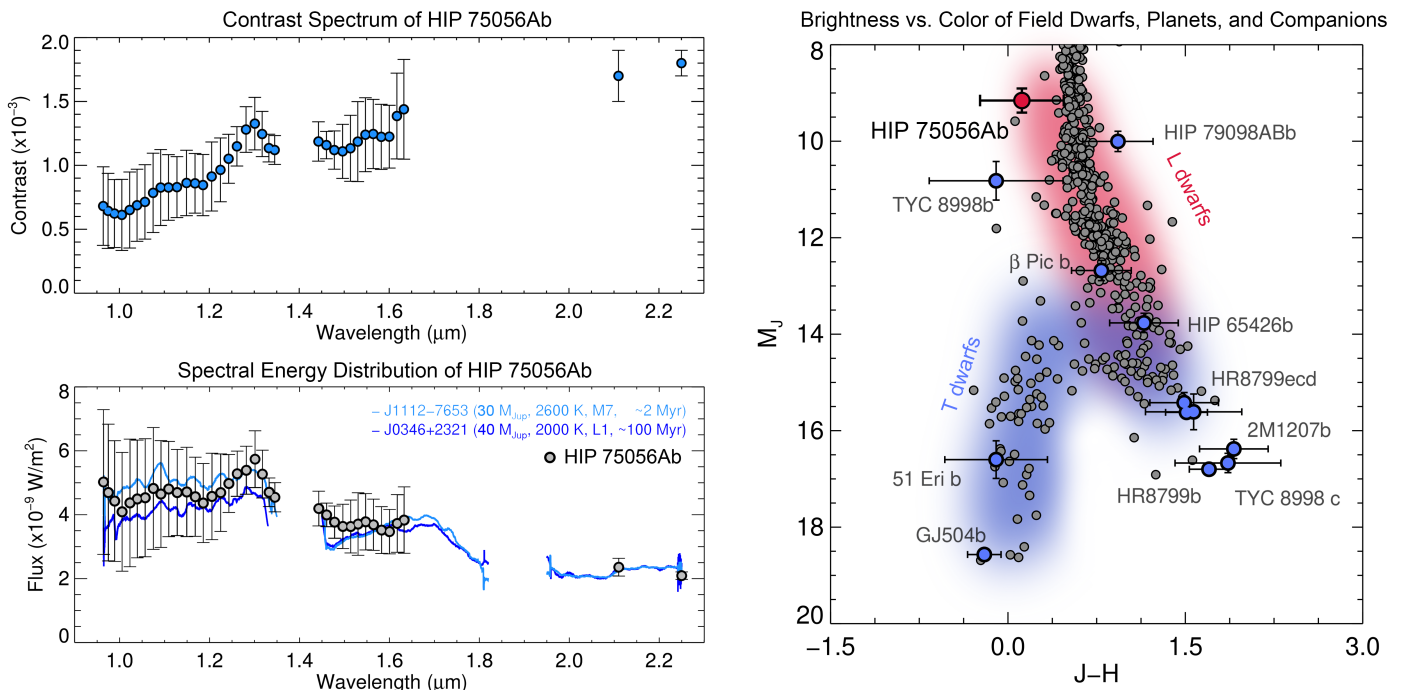 Contrast Spectrum of HIP 75056Ab
2.0
1.5
1.0
0.5
0.0
Contrast (x10⁻³)
1.0
1.2
1.4
1.6
1.8
2.0
2.2
Wavelength (μm)
Spectral Energy Distribution of HIP 75056Ab
8
6
4
2
0
Flux (x10⁻⁹ W/m²)
– J1112–7653 (30 M_Jup, 2600 K, M7, ~2 Myr)
– J0346+2321 (40 M_Jup, 2000 K, L1, ~100 Myr)
HIP 75056Ab
1.0
1.2
1.4
1.6
1.8
2.0
2.2
Wavelength (μm)
Brightness vs. Color of Field Dwarfs, Planets, and Companions
8
10
12
14
16
18
20
M_J
HIP 75056Ab
HIP 79098ABb
L dwarfs
TYC 8998b
β Pic b
HIP 65426b
T dwarfs
HR8799ecd
2M1207b
51 Eri b
HR8799b
TYC 8998 c
GJ504b
−1.5
0.0
1.5
3.0
J−H